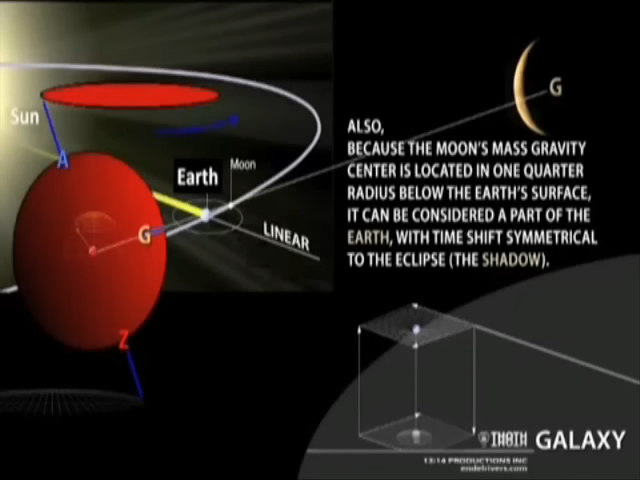 G
Sun
ALSO,
BECAUSE THE MOON'S MASS GRAVITY
CENTER IS LOCATED IN ONE QUARTER
RADIUS BELOW THE EARTH'S SURFACE,
IT CAN BE CONSIDERED A PART OF THE
EARTH, WITH TIME SHIFT SYMMETRICAL
TO THE ECLIPSE (THE SHADOW).
A
Moon
Earth
G
LINEAR
Z
GALAXY
13:14 PRODUCTIONS INC